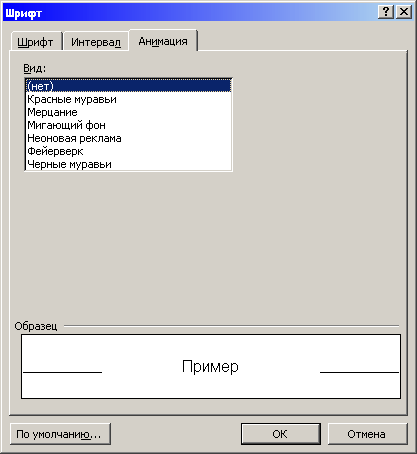 Шрифт
Шрифт Интервал Анимация
Вид:
(нет)
Красные муравьи
Мерцание
Мигающий фон
Неоновая реклама
Фейерверк
Черные муравьи
Образец
Пример
По умолчанию... ОК Отмена